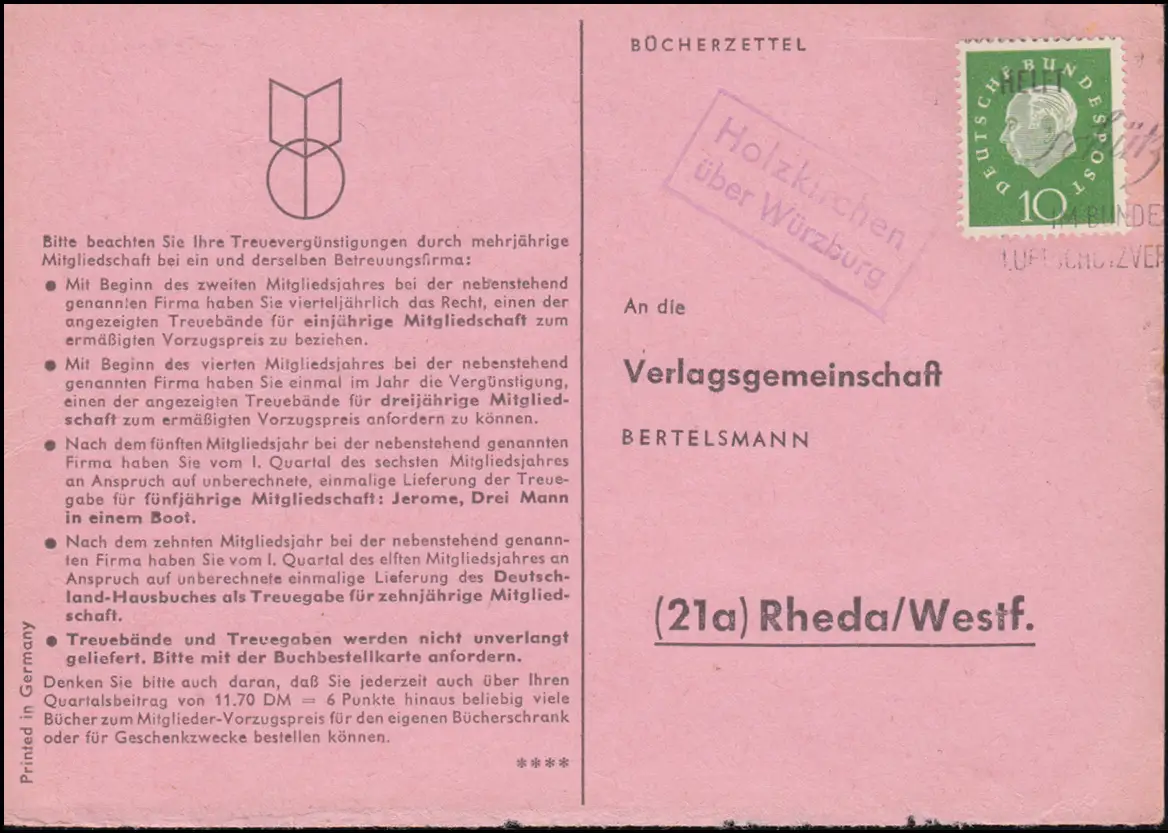 Bitte beachten Sie Ihre Treuevergünstigungen durch mehrjährige
Mitgliedschaft bei ein und derselben Betreuungsfirma:
● Mit Beginn des zweiten Mitgliedsjahres bei der nebenstehend
genannten Firma haben Sie vierteljährlich das Recht, einen der
angezeigten Treuebände für einjährige Mitgliedschaft zum
ermäßigten Vorzugspreis zu beziehen.
● Mit Beginn des vierten Mitgliedsjahres bei der nebenstehend
genannten Firma haben Sie einmal im Jahr die Vergünstigung,
einen der angezeigten Treuebände für dreijährige Mitglied-
schaft zum ermäßigten Vorzugspreis anfordern zu können.
● Nach dem fünften Mitgliedsjahr bei der nebenstehend genannten
Firma haben Sie vom I. Quartal des sechsten Mitgliedsjahres
an Anspruch auf unberechnete, einmalige Lieferung der Treue-
gabe für fünfjährige Mitgliedschaft: Jerome, Drei Mann
in einem Boot.
● Nach dem zehnten Mitgliedsjahr bei der nebenstehend genann-
ten Firma haben Sie vom I. Quartal des elften Mitgliedsjahres an
Anspruch auf unberechnete einmalige Lieferung des Deutsch-
land-Hausbuches als Treuegabe für zehnjährige Mitglied-
schaft.
● Treuebände und Treuegaben werden nicht unverlangt
geliefert. Bitte mit der Buchbestellkarte anfordern.
Denken Sie bitte auch daran, daß Sie jederzeit auch über Ihren
Quartalsbeitrag von 11.70 DM = 6 Punkte hinaus beliebig viele
Bücher zum Mitglieder-Vorzugspreis für den eigenen Bücherschrank
oder für Geschenkzwecke bestellen können.
****
Printed in Germany
BÜCHERZETTEL
DEUTSCHE BUNDESPOST
10
HELFT
IM BUNDE
LUFTSCHUTZVER
Holzkirchen
über Würzburg
An die
Verlagsgemeinschaft
BERTELSMANN
(21a) Rheda/Westf.